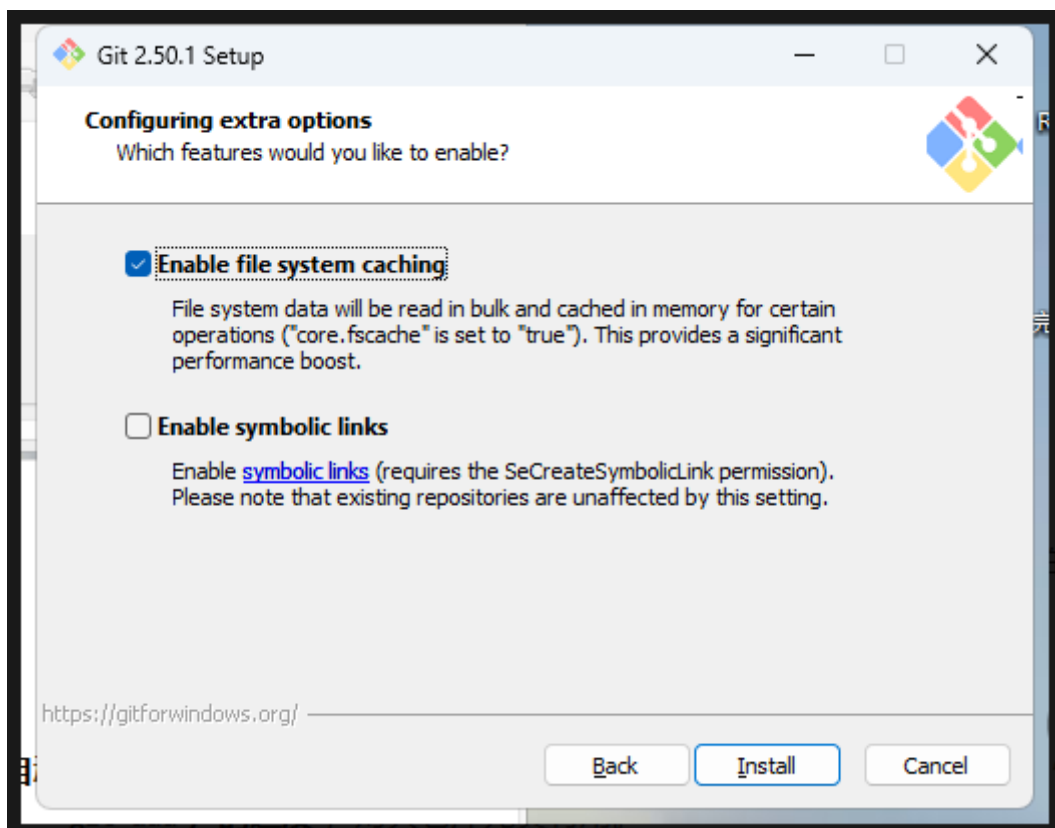 Git 2.50.1 Setup
Configuring extra options
Which features would you like to enable?
Enable file system caching
File system data will be read in bulk and cached in memory for certain
operations ("core.fscache" is set to "true"). This provides a significant
performance boost.
Enable symbolic links
Enable symbolic links (requires the SeCreateSymbolicLink permission).
Please note that existing repositories are unaffected by this setting.
https://gitforwindows.org/
Back
Install
Cancel